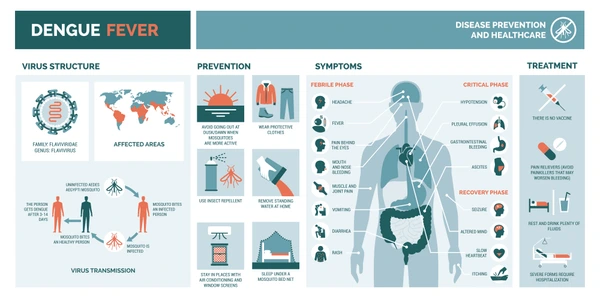 DENGUE FEVER
DISEASE PREVENTION
AND HEALTHCARE
VIRUS STRUCTURE
FAMILY FLAVIVIRIDAE
GENUS FLAVIVIRUS
AFFECTED AREAS
UNINFECTED AEDES
AEGYPTI MOSQUITO
MOSQUITO BITES
AN INFECTED
PERSON
THE PERSON
GETS DENGUE
AFTER 2-14
DAYS
MOSQUITO BITES
AN HEALTHY PERSON
MOSQUITO IS
INFECTED
VIRUS TRANSMISSION
PREVENTION
AVOID GOING OUT AT
DUSK/DAWN WHEN
MOSQUITOES
ARE MORE ACTIVE
WEAR PROTECTIVE
CLOTHES
USE INSECT REPELLENT
REMOVE STANDING
WATER AT HOME
STAY IN PLACES WITH
AIR CONDITIONING AND
WINDOW SCREENS
SLEEP UNDER A
MOSQUITO BED NET
SYMPTOMS
FEBRILE PHASE
HEADACHE
FEVER
PAIN BEHIND
THE EYES
MOUTH AND
NOSE
BLEEDING
MUSCLE AND
JOINT PAIN
VOMITING
DIARRHEA
RASH
CRITICAL PHASE
HYPOTENSION
PLEURAL EFFUSION
GASTROINTESTINAL
BLEEDING
ASCITES
RECOVERY PHASE
SEIZURE
ALTERED MIND
SLOW
HEARTBEAT
ITCHING
TREATMENT
THERE IS NO VACCINE
PAIN RELIEVERS (AVOID
PAINKILLERS THAT MAY
WORSEN BLEEDING)
REST AND DRINK PLENTY OF
FLUIDS
SEVERE FORMS REQUIRE
HOSPITALIZATION